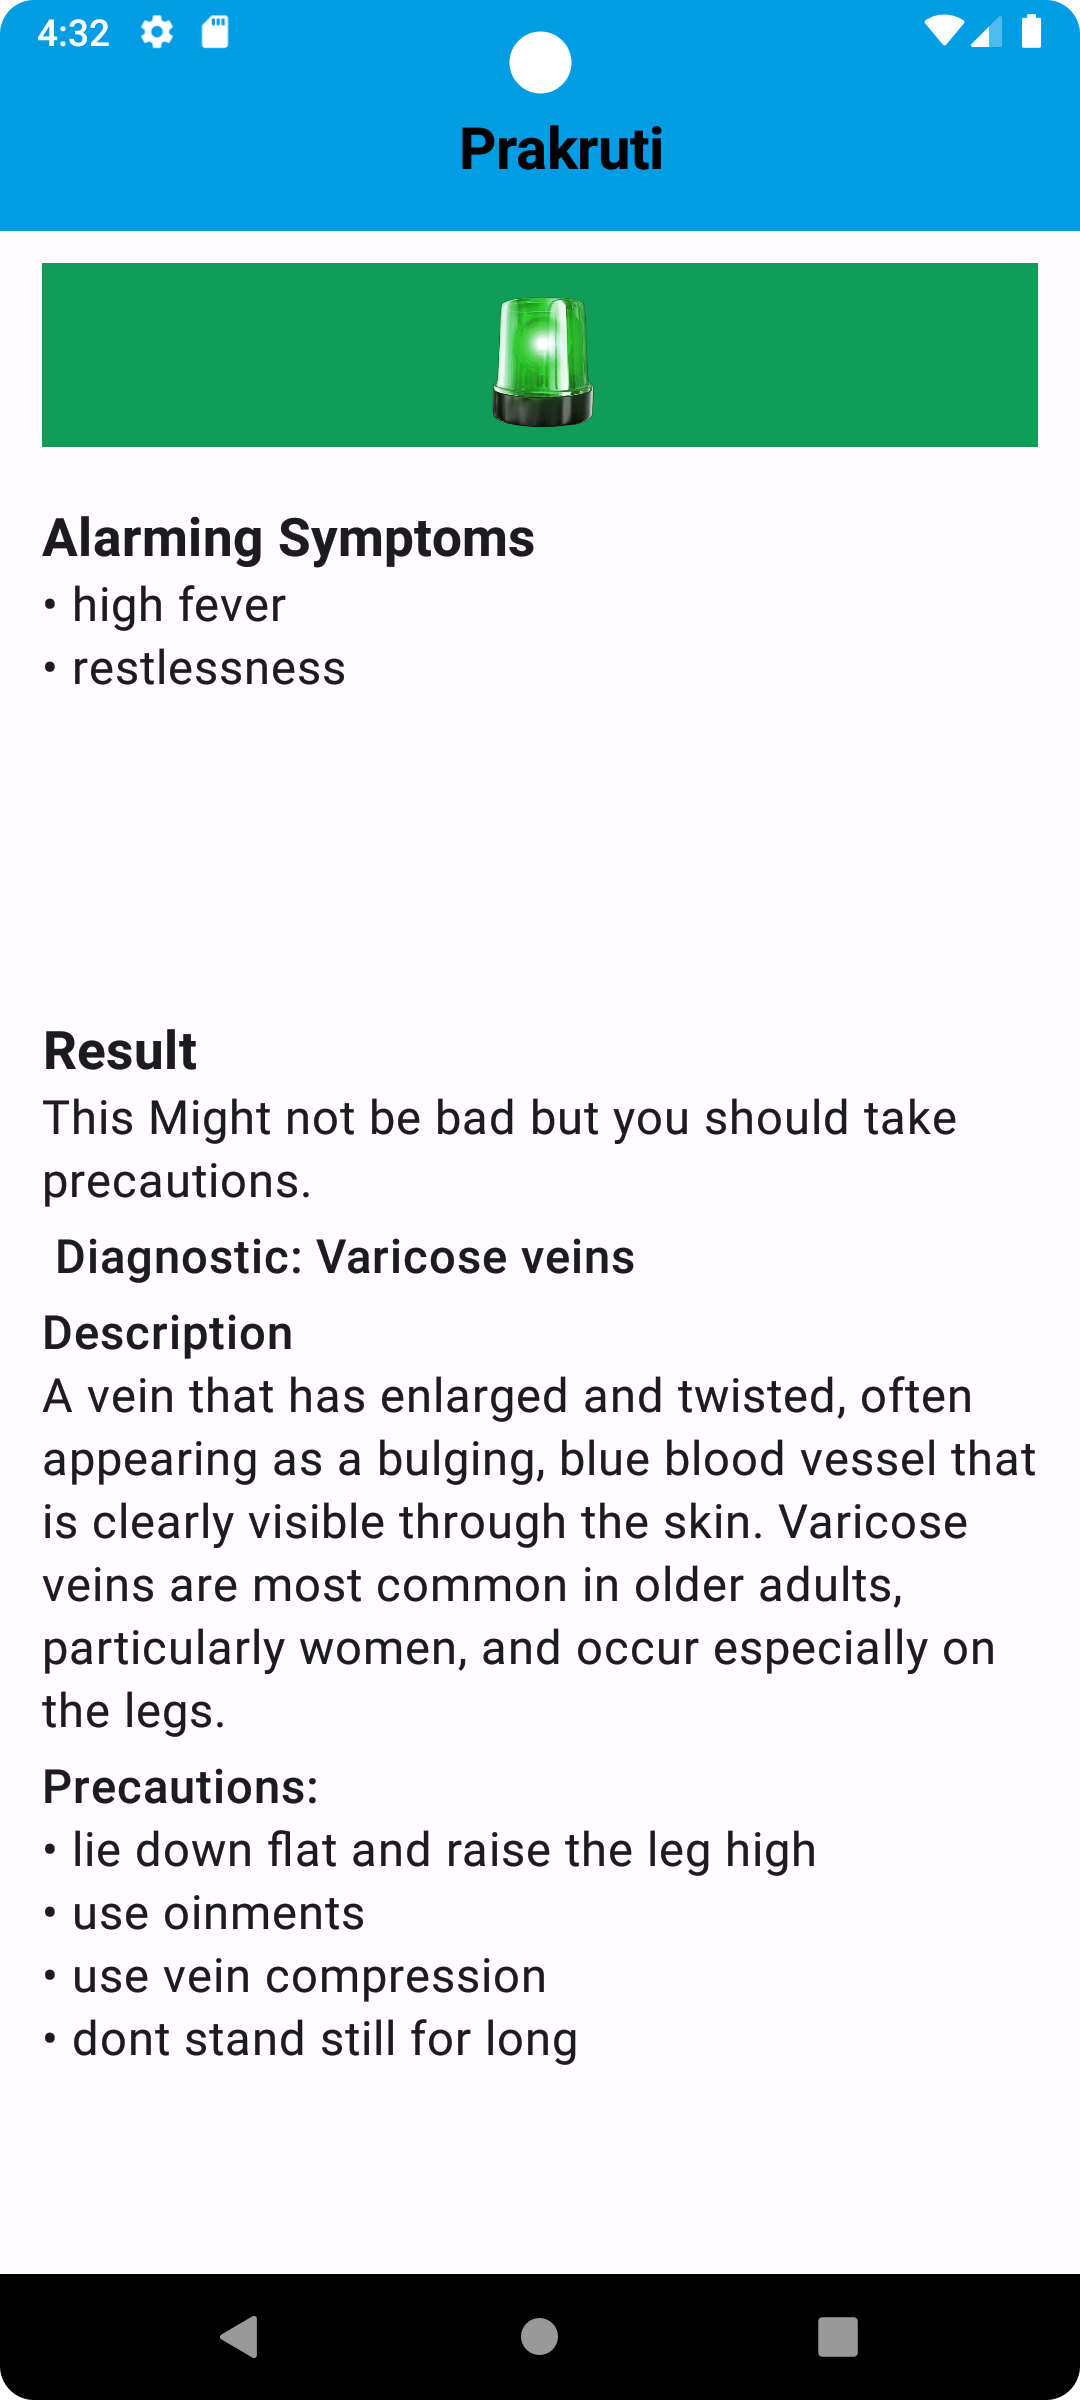 4:32
Prakruti
Alarming Symptoms
• high fever
• restlessness
Result
This Might not be bad but you should take
precautions.
Diagnostic: Varicose veins
Description
A vein that has enlarged and twisted, often
appearing as a bulging, blue blood vessel that
is clearly visible through the skin. Varicose
veins are most common in older adults,
particularly women, and occur especially on
the legs.
Precautions:
• lie down flat and raise the leg high
• use oinments
• use vein compression
• dont stand still for long